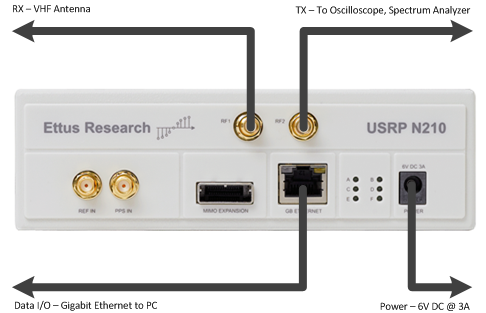 RX – VHF Antenna
TX – To Oscilloscope, Spectrum Analyzer
Ettus Research
RF1
RF2
USRP N210
6V DC 3A
A B
C D
E F
REF IN
PPS IN
MIMO EXPANSION
GB ETHERNET
POWER
Data I/O – Gigabit Ethernet to PC
Power – 6V DC @ 3A